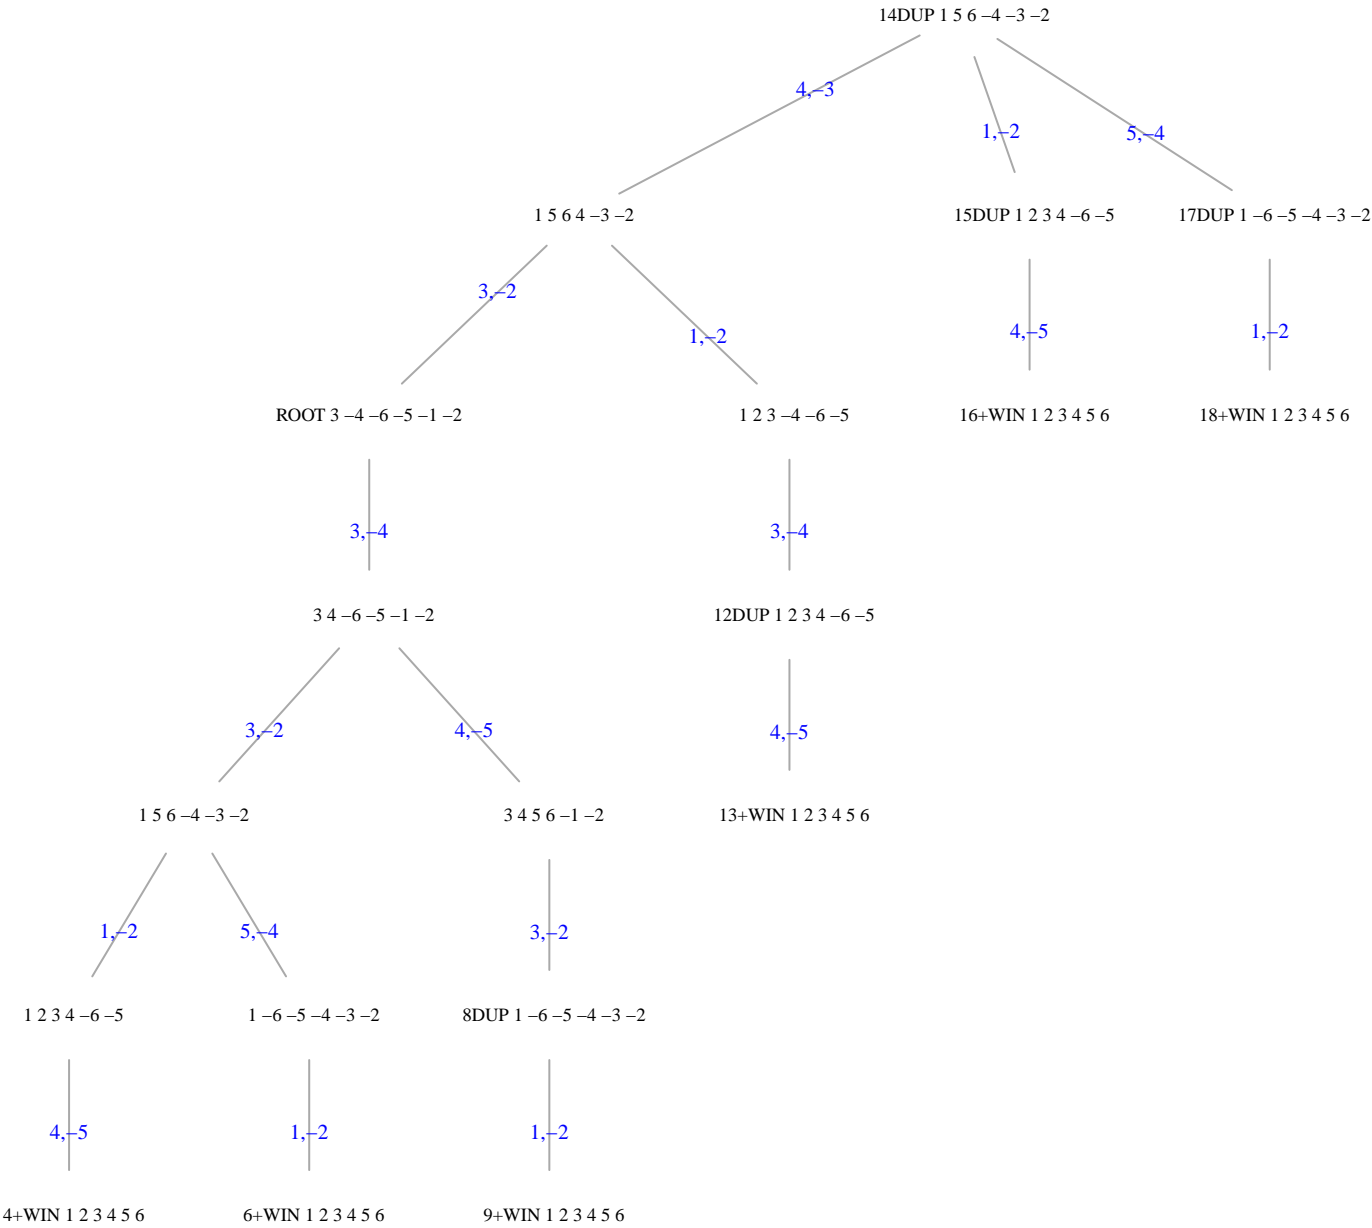 14DUP 1 5 6 –4 –3 –2
4,–3
1,–2
5,–4
1 5 6 4 –3 –2
15DUP 1 2 3 4 –6 –5
17DUP 1 –6 –5 –4 –3 –2
3,–2
1,–2
4,–5
1,–2
ROOT 3 –4 –6 –5 –1 –2
1 2 3 –4 –6 –5
16+WIN 1 2 3 4 5 6
18+WIN 1 2 3 4 5 6
3,–4
3,–4
3 4 –6 –5 –1 –2
12DUP 1 2 3 4 –6 –5
3,–2
4,–5
4,–5
1 5 6 –4 –3 –2
3 4 5 6 –1 –2
13+WIN 1 2 3 4 5 6
1,–2
5,–4
3,–2
1 2 3 4 –6 –5
1 –6 –5 –4 –3 –2
8DUP 1 –6 –5 –4 –3 –2
4,–5
1,–2
1,–2
4+WIN 1 2 3 4 5 6
6+WIN 1 2 3 4 5 6
9+WIN 1 2 3 4 5 6